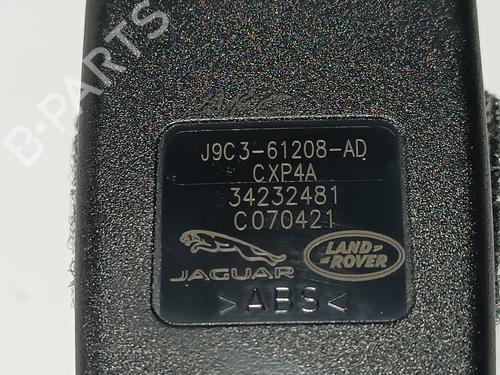 B-PARTS
J9C3-61208-AD
CXP4A
34232481
C070421
JAGUAR
LAND-
-ROVER
>ABS<